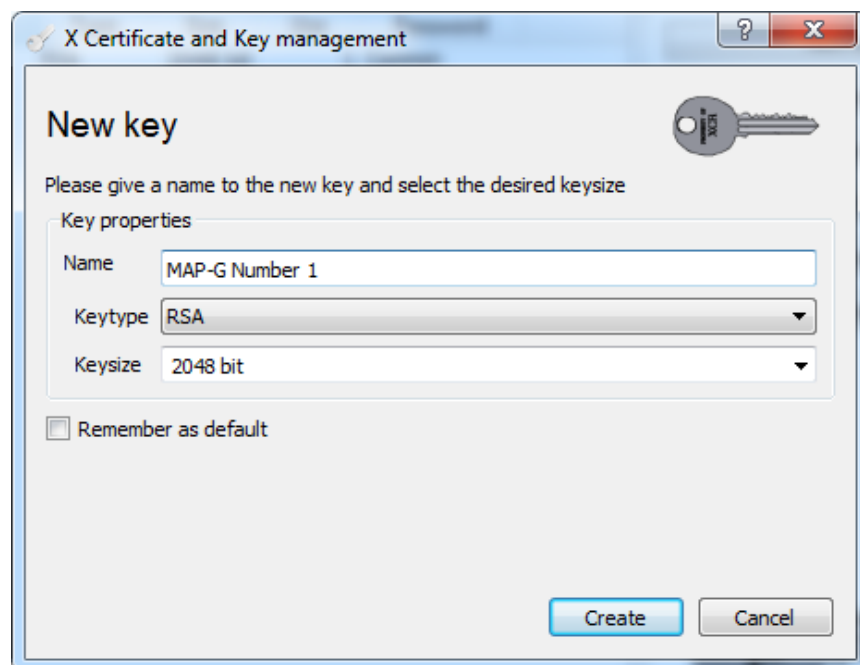 X Certificate and Key management
New key
Please give a name to the new key and select the desired keysize
Key properties
Name MAP-G Number 1
Keytype RSA
Keysize 2048 bit
Remember as default
Create Cancel